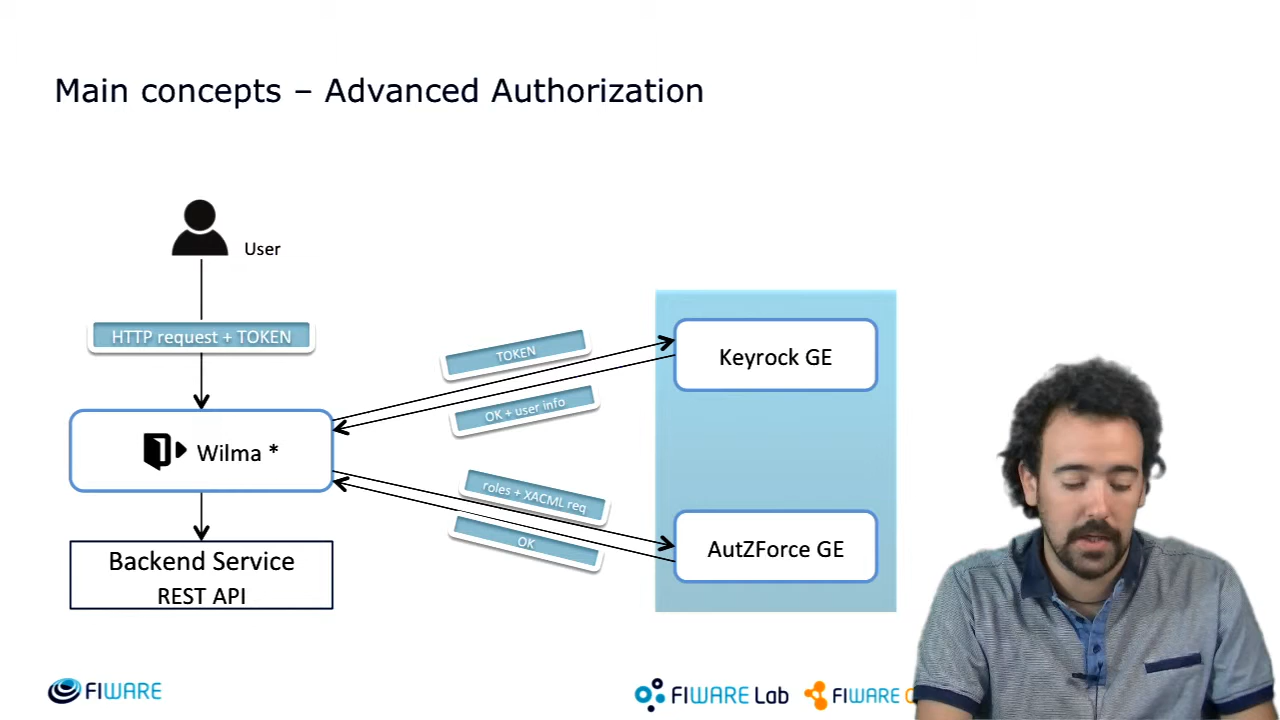 Main concepts – Advanced Authorization
User
HTTP request + TOKEN
TOKEN
Keyrock GE
OK + user info
Wilma *
roles + XACML req
OK
AutZForce GE
Backend Service
REST API
FIWARE
FIWARE Lab
FIWARE